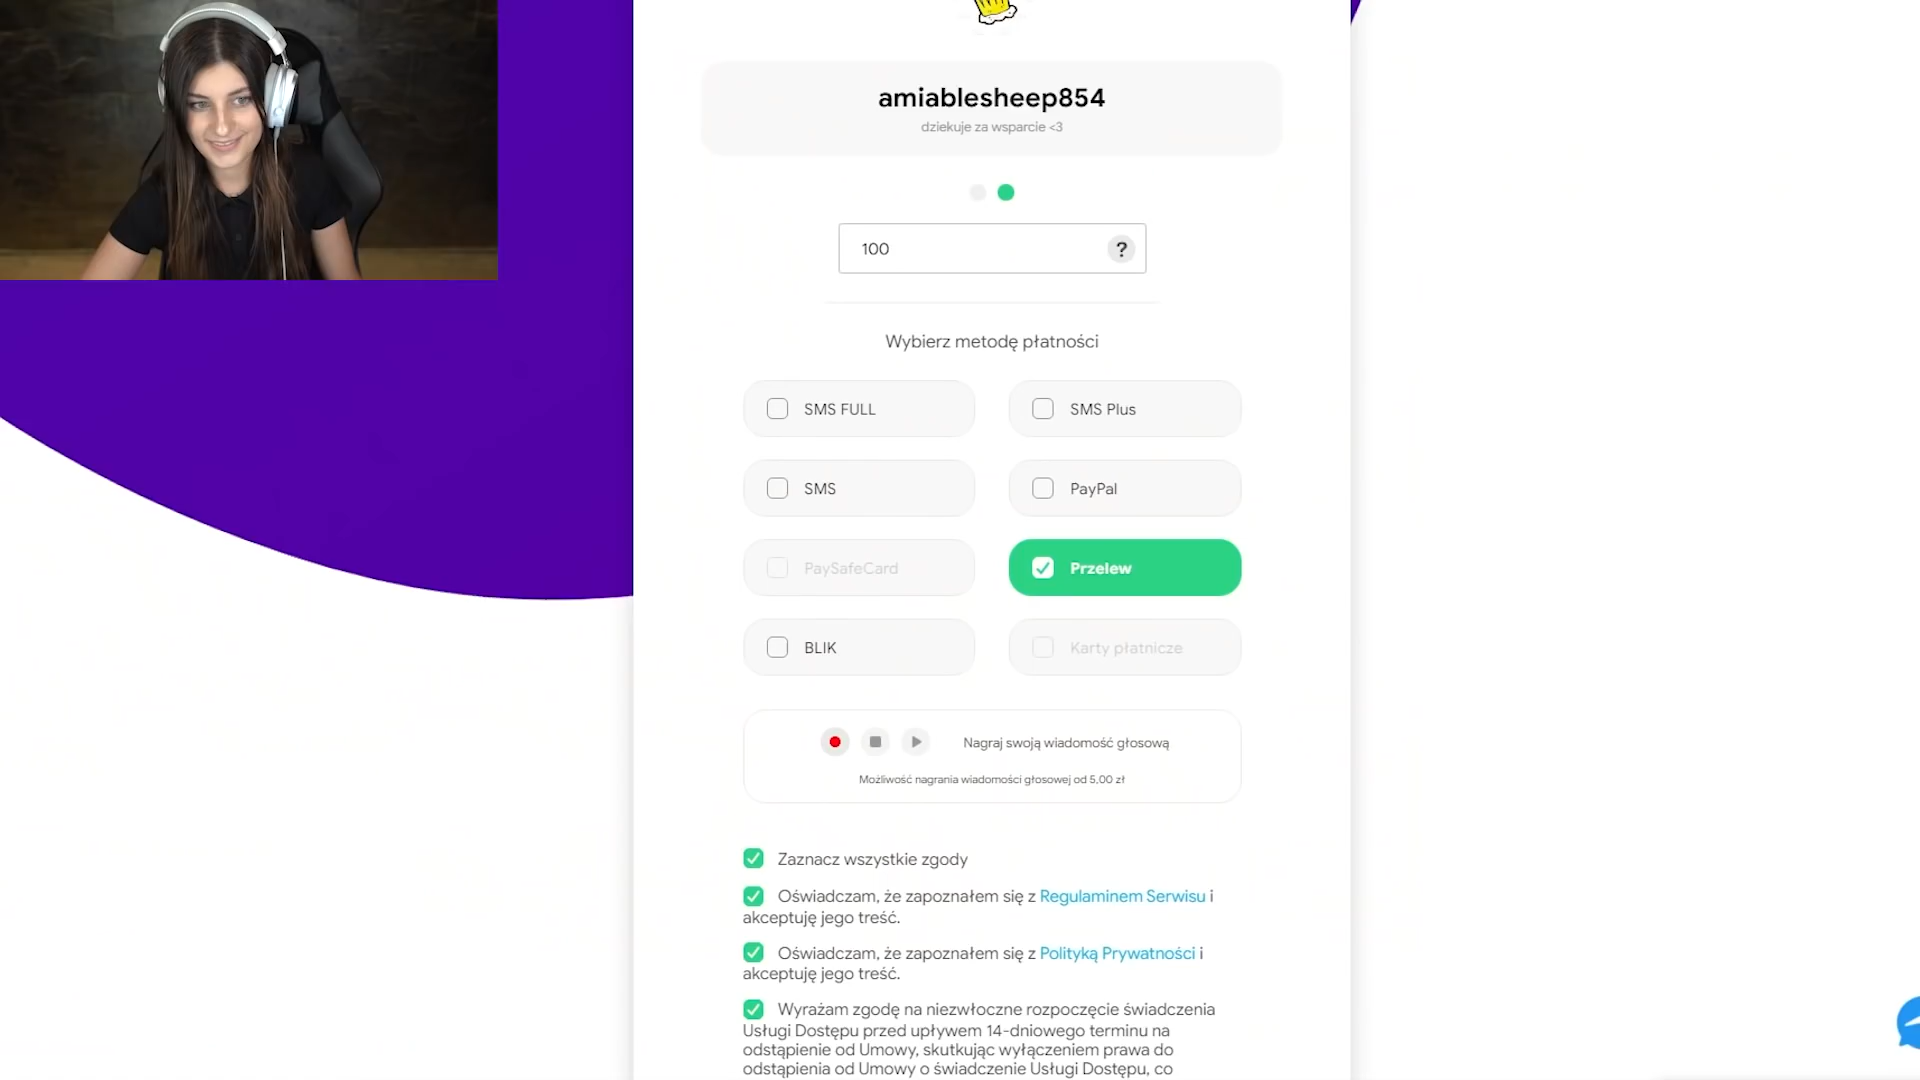 amiablesheep854
dziekuje za wsparcie <3
100
?
Wybierz metodę płatności
SMS FULL
SMS Plus
SMS
PayPal
PaySafeCard
Przelew
BLIK
Karty płatnicze
Nagraj swoją wiadomość głosową
Możliwość nagrania wiadomości głosowej od 5,00 zł
Zaznacz wszystkie zgody
Oświadczam, że zapoznałem się z Regulaminem Serwisu i
akceptuję jego treść.
Oświadczam, że zapoznałem się z Polityką Prywatności i
akceptuję jego treść.
Wyrażam zgodę na niezwłoczne rozpoczęcie świadczenia
Usługi Dostępu przed upływem 14-dniowego terminu na
odstąpienie od Umowy, skutkując wyłączeniem prawa do
odstąpienia od Umowy o świadczenie Usługi Dostępu, co